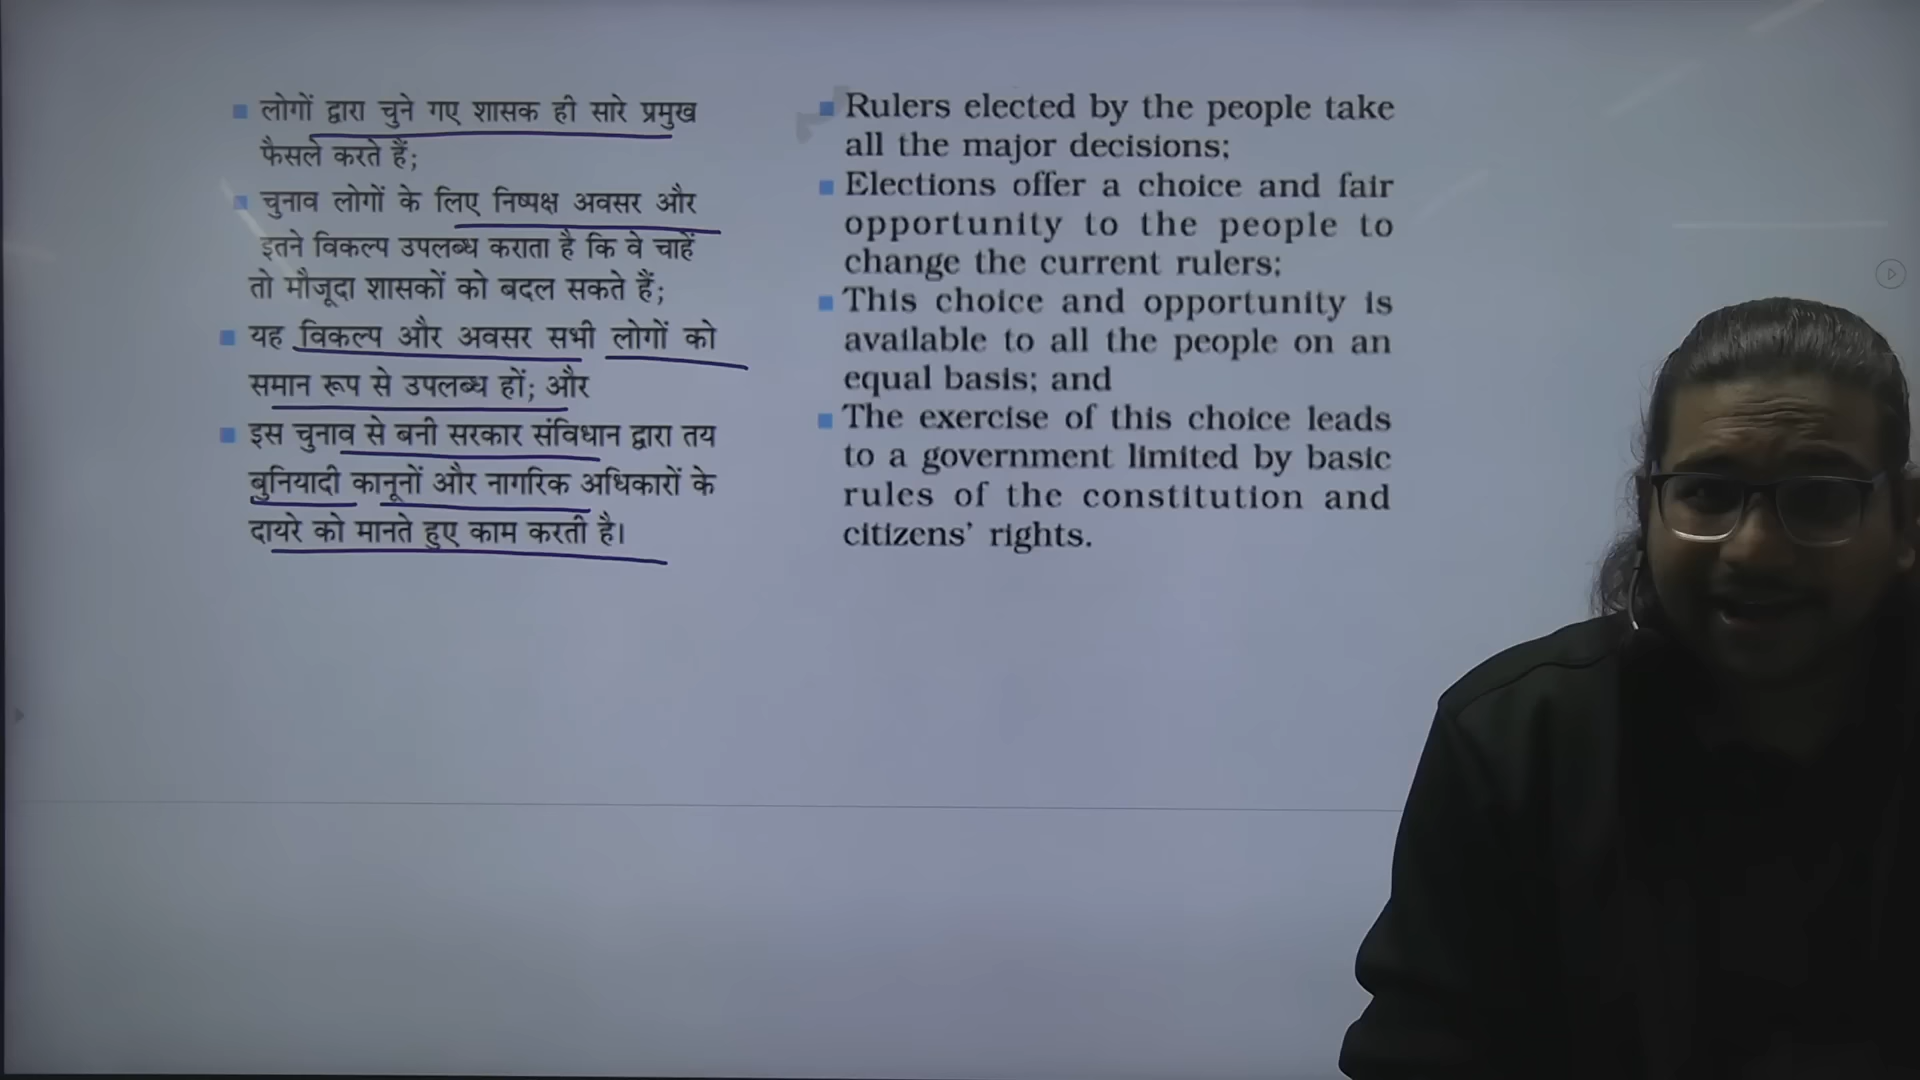 लोगों द्वारा चुने गए शासक ही सारे प्रमुख
फैसले करते हैं;
चुनाव लोगों के लिए निष्पक्ष अवसर और
इतने विकल्प उपलब्ध कराता है कि वे चाहें
तो मौजूदा शासकों को बदल सकते हैं;
यह विकल्प और अवसर सभी लोगों को
समान रूप से उपलब्ध हों; और
इस चुनाव से बनी सरकार संविधान द्वारा तय
बुनियादी कानूनों और नागरिक अधिकारों के
दायरे को मानते हुए काम करती है।
Rulers elected by the people take
all the major decisions;
Elections offer a choice and fair
opportunity to the people to
change the current rulers;
This choice and opportunity is
available to all the people on an
equal basis; and
The exercise of this choice leads
to a government limited by basic
rules of the constitution and
citizens' rights.